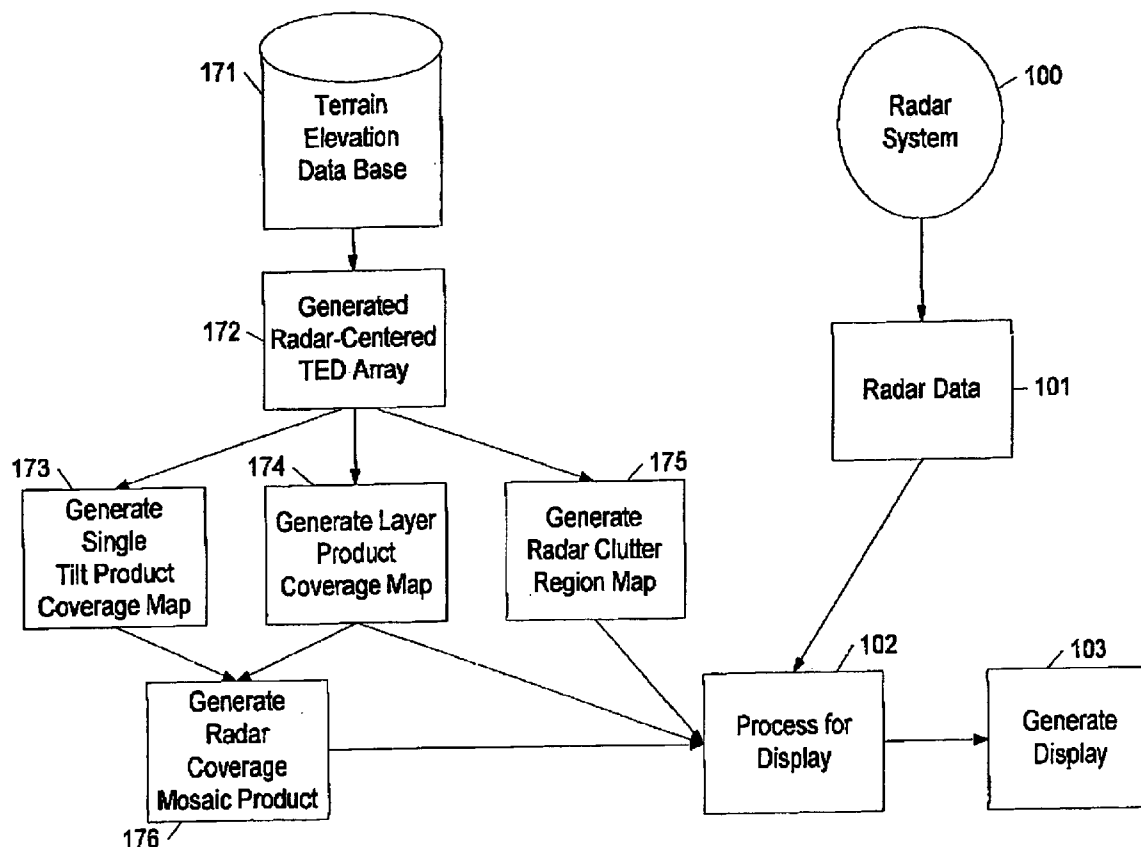 171
Terrain
Elevation
Data Base
100
Radar
System
172
Generated
Radar-Centered
TED Array
Radar Data
101
173
Generate
Single
Tilt Product
Coverage Map
174
Generate Layer
Product
Coverage Map
175
Generate
Radar Clutter
Region Map
102
Process for
Display
103
Generate
Display
Generate
Radar
Coverage
Mosaic Product
176